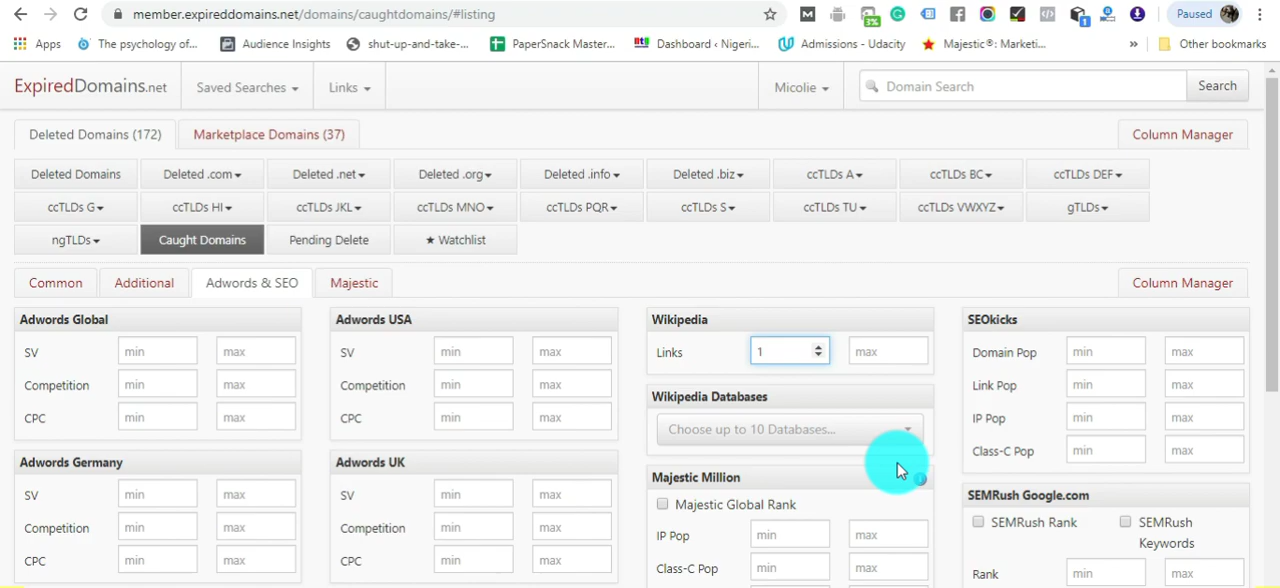 member.expireddomains.net/domains/caughtdomains/#listing
3%
1
Paused
Apps
The psychology of...
Audience Insights
shut-up-and-take-...
PaperSnack Master...
Dashboard ‹ Nigeri...
Admissions - Udacity
Majestic®: Marketi...
»
Other bookmarks
ExpiredDomains.net
Saved Searches
Links
Micolie
Domain Search
Search
Deleted Domains (172)
Marketplace Domains (37)
Column Manager
Deleted Domains
Deleted .com
Deleted .net
Deleted .org
Deleted .info
Deleted .biz
ccTLDs A
ccTLDs BC
ccTLDs DEF
ccTLDs G
ccTLDs HI
ccTLDs JKL
ccTLDs MNO
ccTLDs PQR
ccTLDs S
ccTLDs TU
ccTLDs VWXYZ
gTLDs
ngTLDs
Caught Domains
Pending Delete
★ Watchlist
Common
Additional
Adwords & SEO
Majestic
Column Manager
Adwords Global
SV min max
Competition min max
CPC min max
Adwords USA
SV min max
Competition min max
CPC min max
Wikipedia
Links 1 max
Wikipedia Databases
Choose up to 10 Databases...
SEOkicks
Domain Pop min max
Link Pop min max
IP Pop min max
Class-C Pop min max
Adwords Germany
SV min max
Competition min max
CPC min max
Adwords UK
SV min max
Competition min max
CPC min max
Majestic Million
Majestic Global Rank
IP Pop min max
Class-C Pop min max
SEMRush Google.com
SEMRush Rank
SEMRush
Keywords
Rank min max